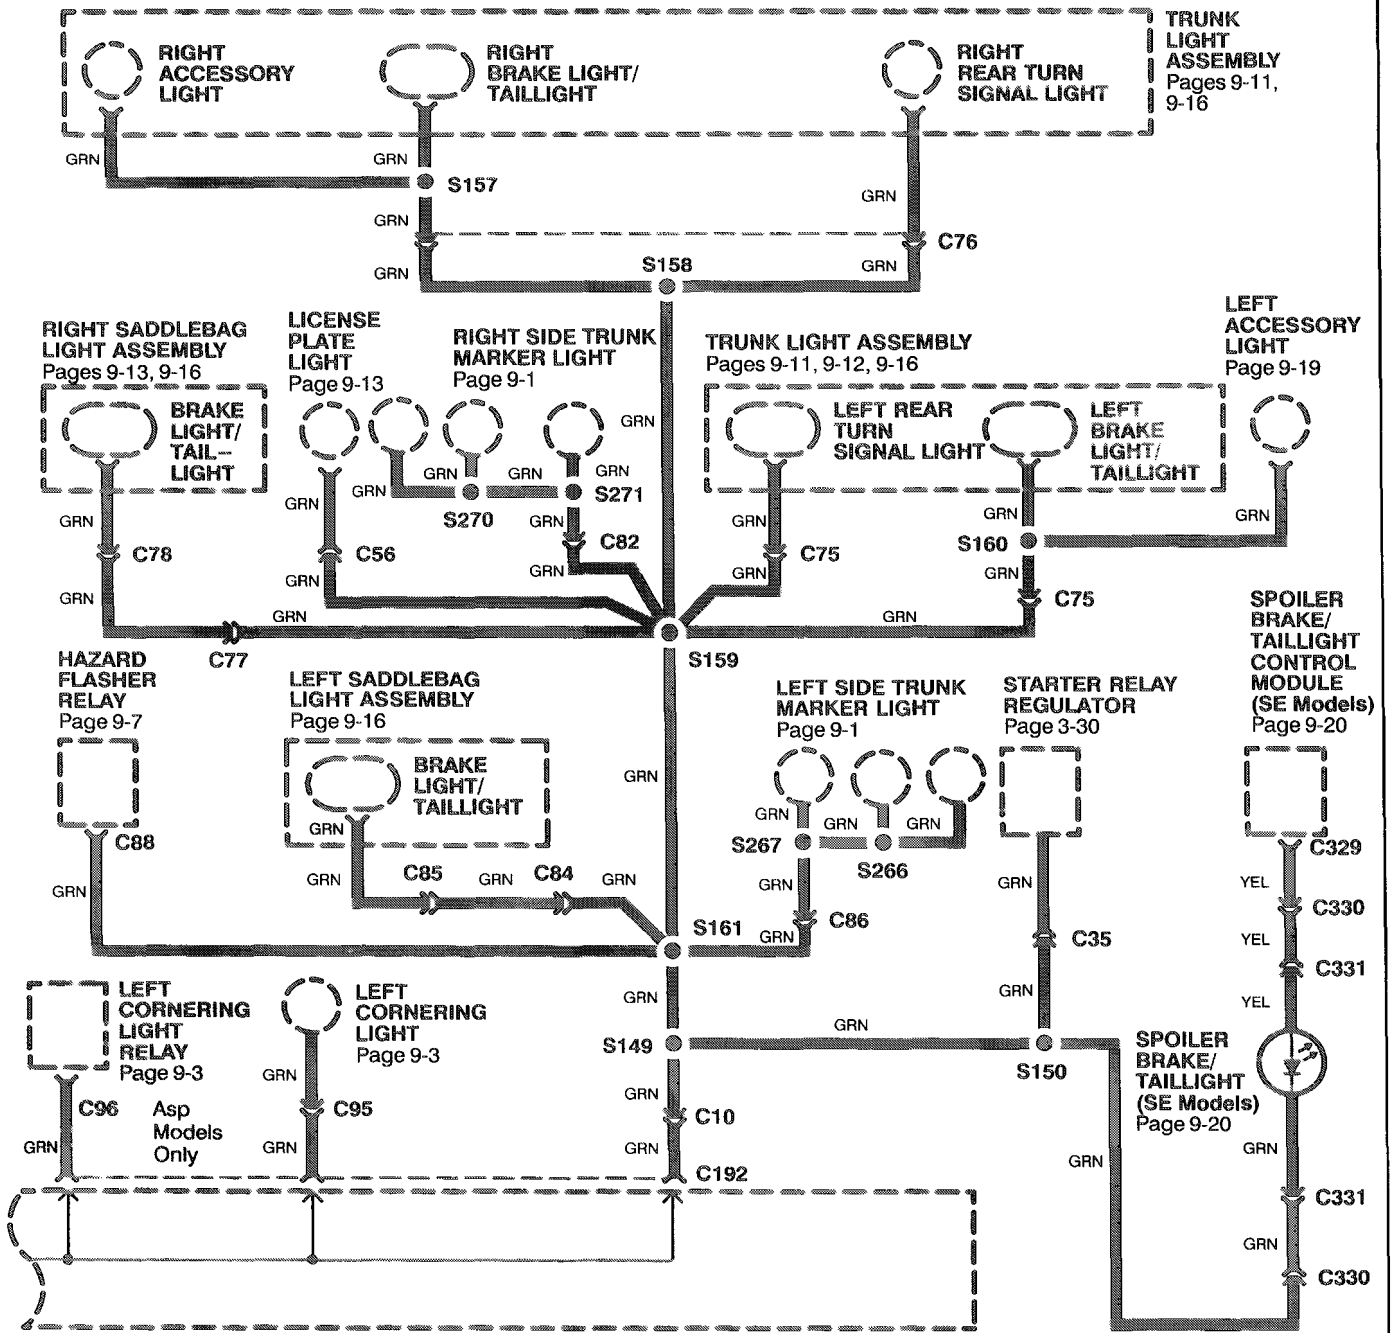 TRUNK
LIGHT
ASSEMBLY
Pages 9-11,
9-16
RIGHT
ACCESSORY
LIGHT
RIGHT
BRAKE LIGHT/
TAILLIGHT
RIGHT
REAR TURN
SIGNAL LIGHT
GRN
GRN
S157
GRN
GRN
C76
GRN
S158
GRN
RIGHT SADDLEBAG
LIGHT ASSEMBLY
Pages 9-13, 9-16
BRAKE
LIGHT/
TAIL-
LIGHT
LICENSE
PLATE
LIGHT
Page 9-13
RIGHT SIDE TRUNK
MARKER LIGHT
Page 9-1
GRN
TRUNK LIGHT ASSEMBLY
Pages 9-11, 9-12, 9-16
LEFT REAR
TURN
SIGNAL LIGHT
LEFT
BRAKE
LIGHT/
TAILLIGHT
LEFT
ACCESSORY
LIGHT
Page 9-19
GRN
GRN
GRN
GRN
GRN
S270
S271
GRN
GRN
GRN
GRN
GRN
C78
C56
C82
C75
S160
GRN
GRN
GRN
GRN
GRN
GRN
GRN
C75
C77
S159
HAZARD
FLASHER
RELAY
Page 9-7
LEFT SADDLEBAG
LIGHT ASSEMBLY
Page 9-16
BRAKE
LIGHT/
TAILLIGHT
GRN
LEFT SIDE TRUNK
MARKER LIGHT
Page 9-1
STARTER RELAY
REGULATOR
Page 3-30
SPOILER
BRAKE/
TAILLIGHT
CONTROL
MODULE
(SE Models)
Page 9-20
C88
GRN
GRN
GRN
GRN
S267
S266
C329
GRN
GRN
C85
GRN
C84
GRN
GRN
GRN
YEL
C330
S161
GRN
C86
C35
YEL
C331
LEFT
CORNERING
LIGHT
RELAY
Page 9-3
LEFT
CORNERING
LIGHT
Page 9-3
GRN
GRN
YEL
S149
GRN
S150
SPOILER
BRAKE/
TAILLIGHT
(SE Models)
Page 9-20
C96
Asp
Models
Only
GRN
C95
GRN
C10
GRN
GRN
GRN
C192
GRN
GRN
C331
GRN
C330